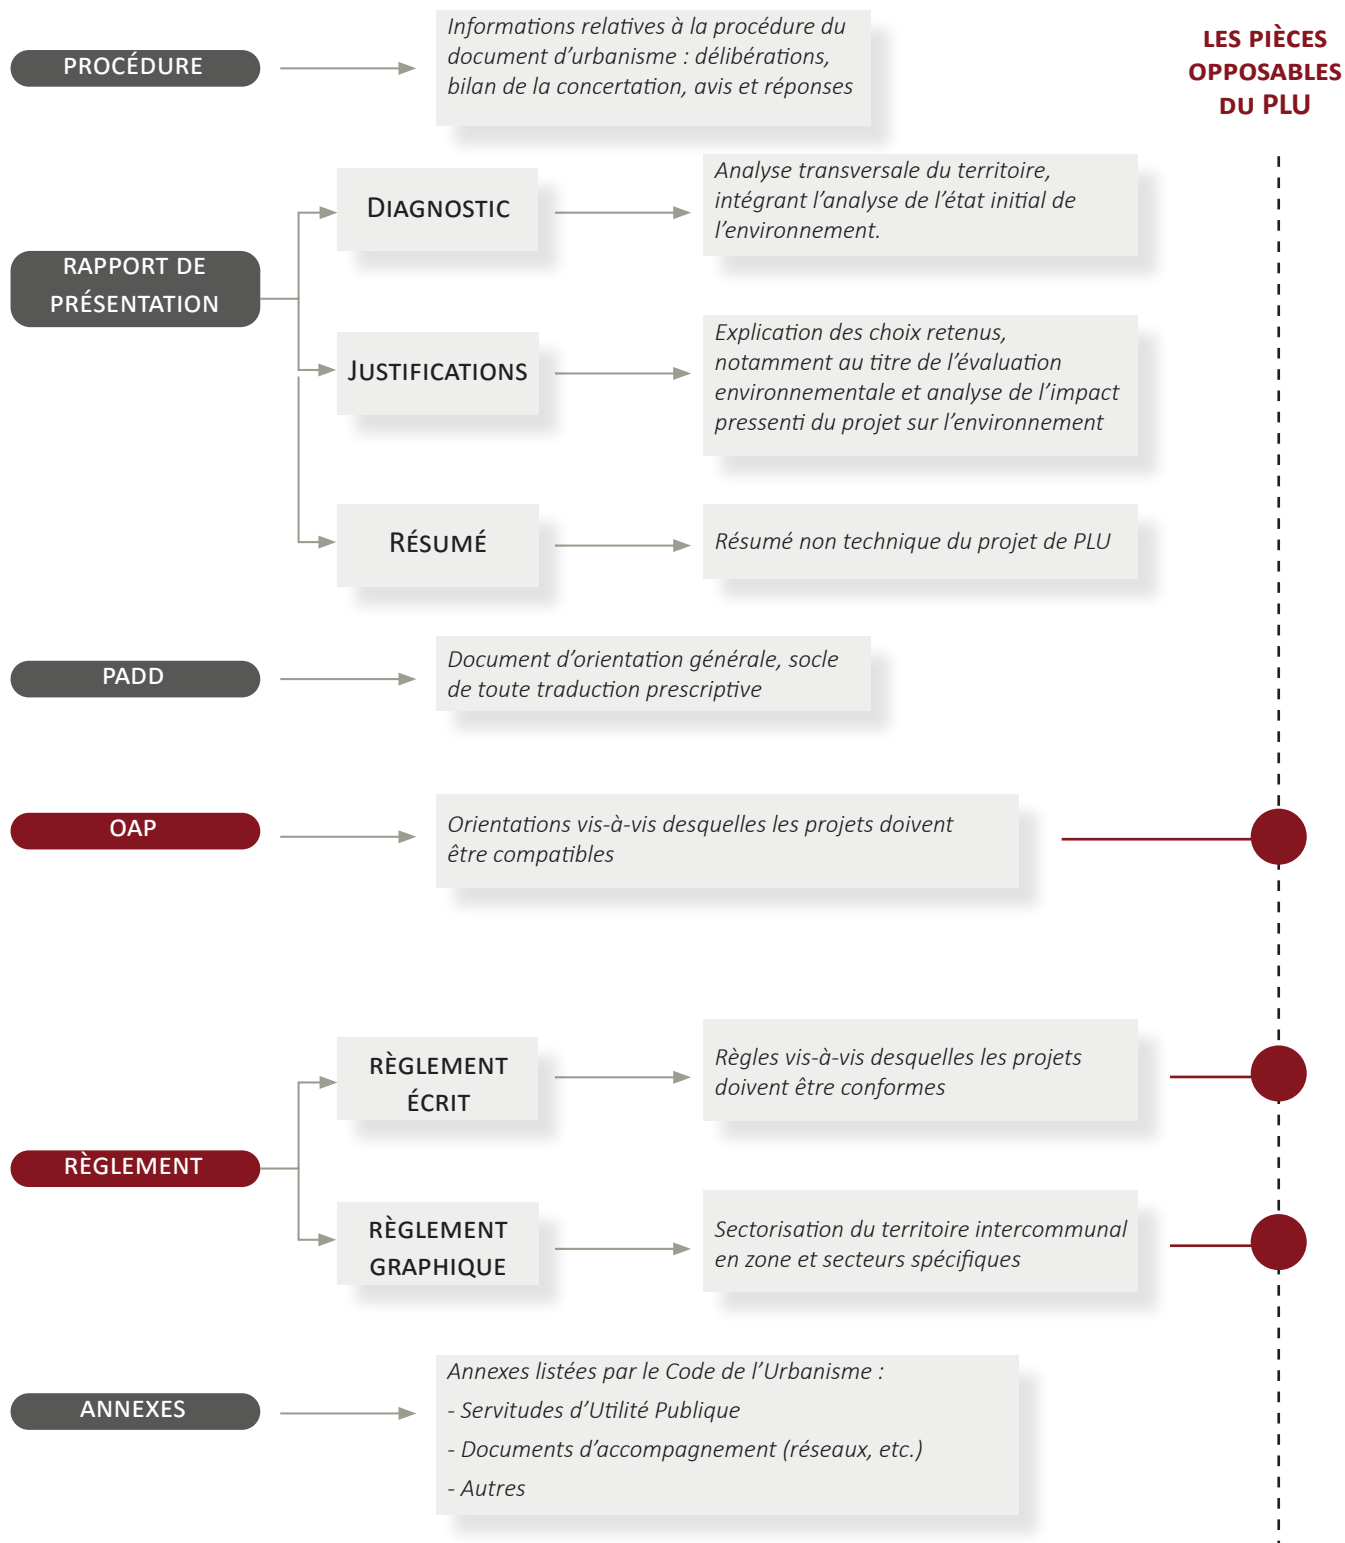 PROCÉDURE
Informations relatives à la procédure du
document d’urbanisme : délibérations,
bilan de la concertation, avis et réponses
LES PIÈCES
OPPOSABLES
DU PLU
RAPPORT DE
PRÉSENTATION
DIAGNOSTIC
Analyse transversale du territoire,
intégrant l’analyse de l’état initial de
l’environnement.
JUSTIFICATIONS
Explication des choix retenus,
notamment au titre de l’évaluation
environnementale et analyse de l’impact
pressenti du projet sur l’environnement
RÉSUMÉ
Résumé non technique du projet de PLU
PADD
Document d’orientation générale, socle
de toute traduction prescriptive
OAP
Orientations vis-à-vis desquelles les projets doivent
être compatibles
RÈGLEMENT
RÈGLEMENT
ÉCRIT
Règles vis-à-vis desquelles les projets
doivent être conformes
RÈGLEMENT
GRAPHIQUE
Sectorisation du territoire intercommunal
en zone et secteurs spécifiques
ANNEXES
Annexes listées par le Code de l’Urbanisme :
- Servitudes d’Utilité Publique
- Documents d’accompagnement (réseaux, etc.)
- Autres